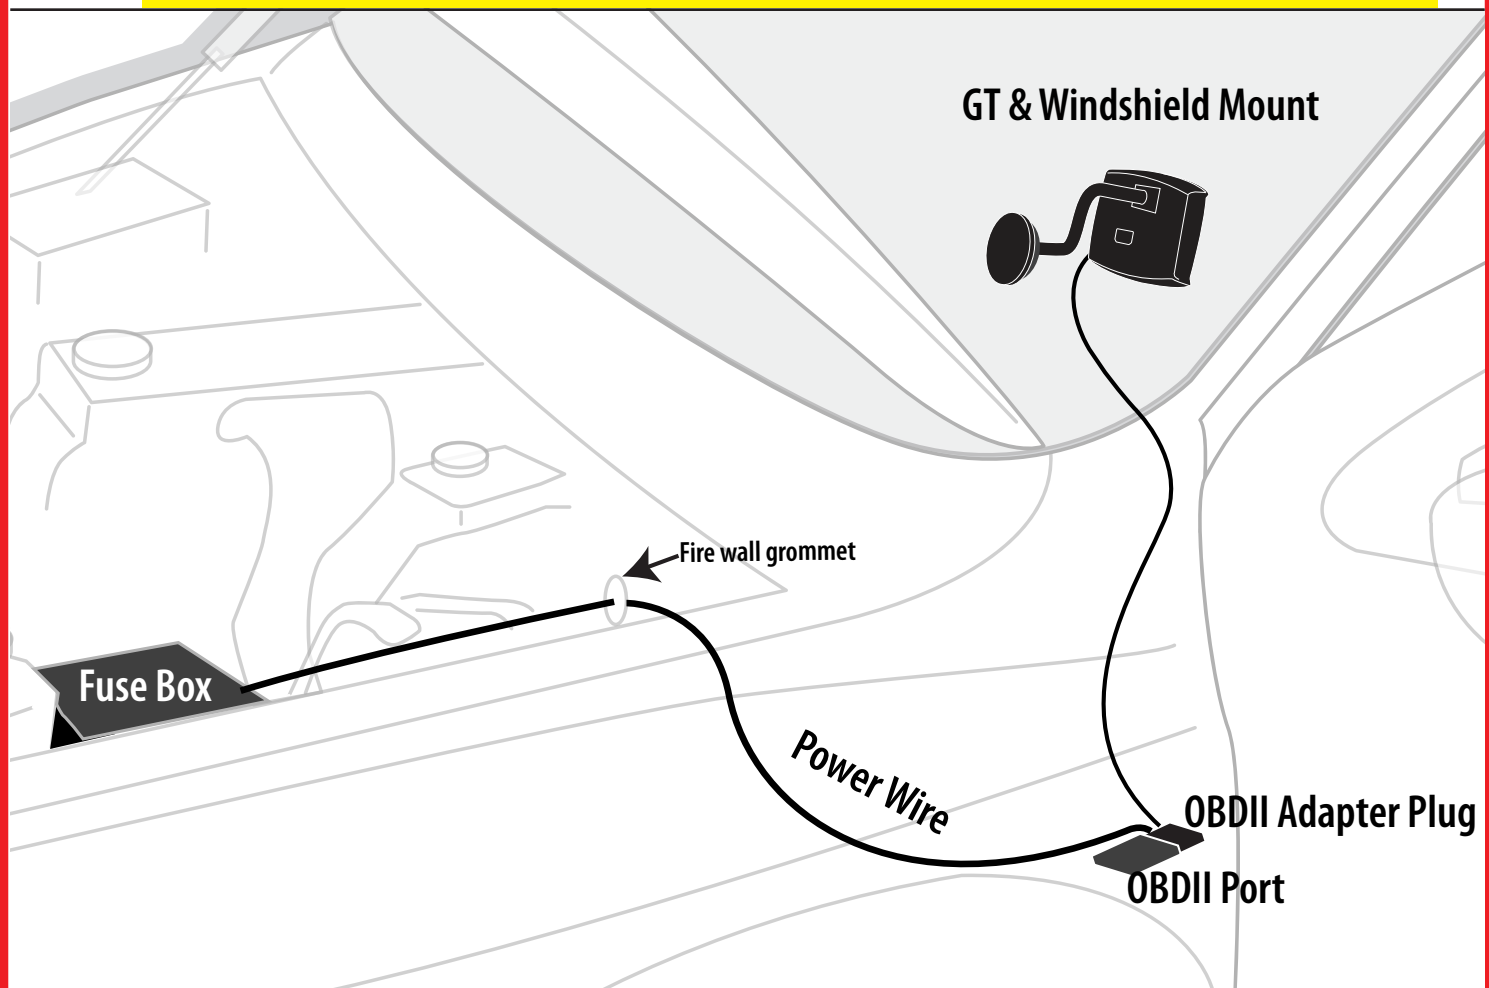 GT & Windshield Mount
Fire wall grommet
Fuse Box
Power Wire
OBDII Adapter Plug
OBDII Port